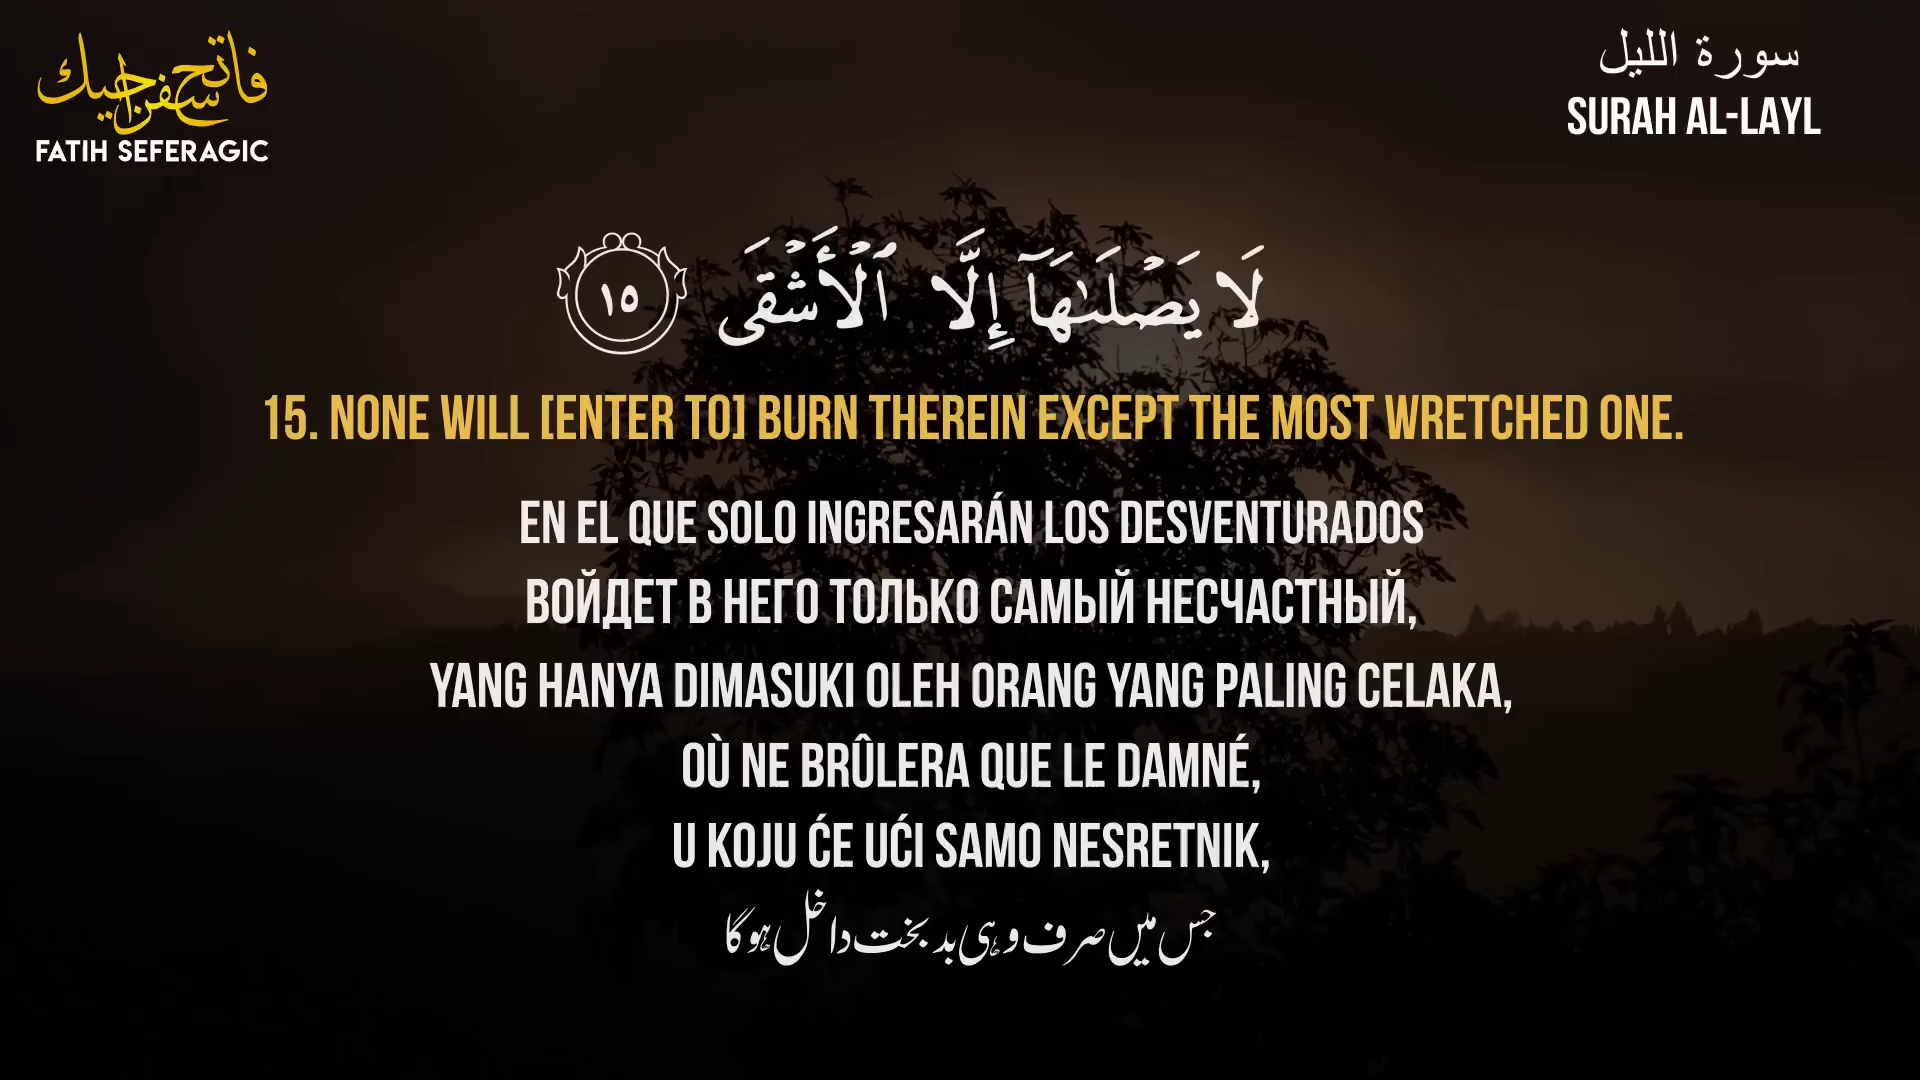 فاتح سفراجيك
FATIH SEFERAGIC
سورة الليل
SURAH AL-LAYL
لَا يَصْلَىٰهَآ إِلَّا ٱلْأَشْقَى ١٥
15. NONE WILL [ENTER TO] BURN THEREIN EXCEPT THE MOST WRETCHED ONE.
EN EL QUE SOLO INGRESARÁN LOS DESVENTURADOS
ВОЙДЕТ В НЕГО ТОЛЬКО САМЫЙ НЕСЧАСТНЫЙ,
YANG HANYA DIMASUKI OLEH ORANG YANG PALING CELAKA,
OÙ NE BRÛLERA QUE LE DAMNÉ,
U KOJU ĆE UĆI SAMO NESRETNIK,
جس میں صرف وہی بدبخت داخل ہوگا